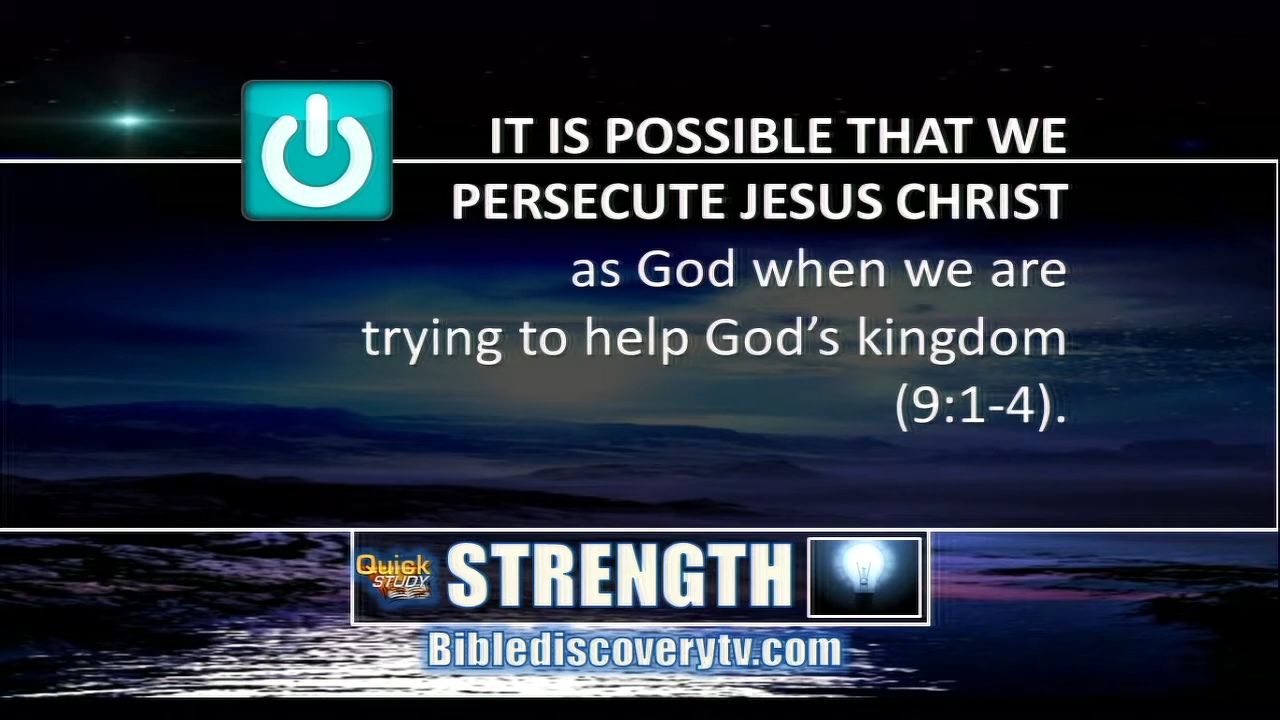 IT IS POSSIBLE THAT WE
PERSECUTE JESUS CHRIST
as God when we are
trying to help God’s kingdom
(9:1-4).
Quick
STUDY
STRENGTH
Biblediscoverytv.com